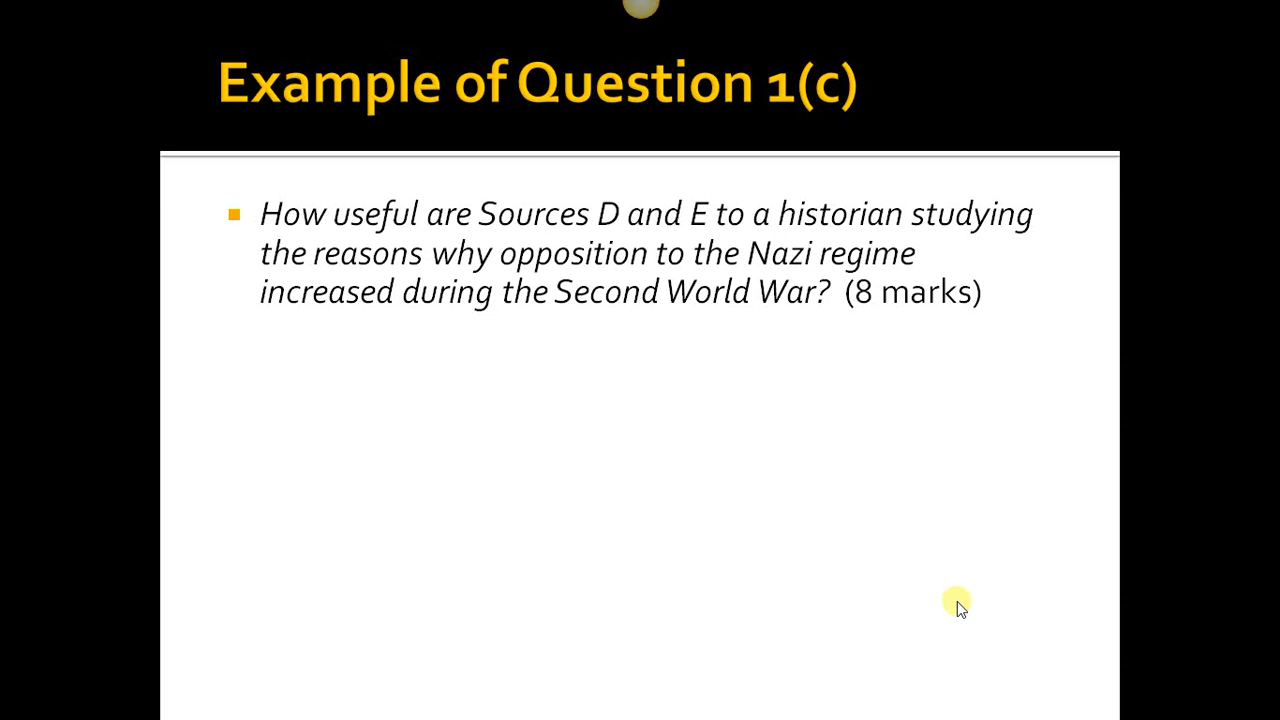 Example of Question 1(c)
How useful are Sources D and E to a historian studying
the reasons why opposition to the Nazi regime
increased during the Second World War? (8 marks)